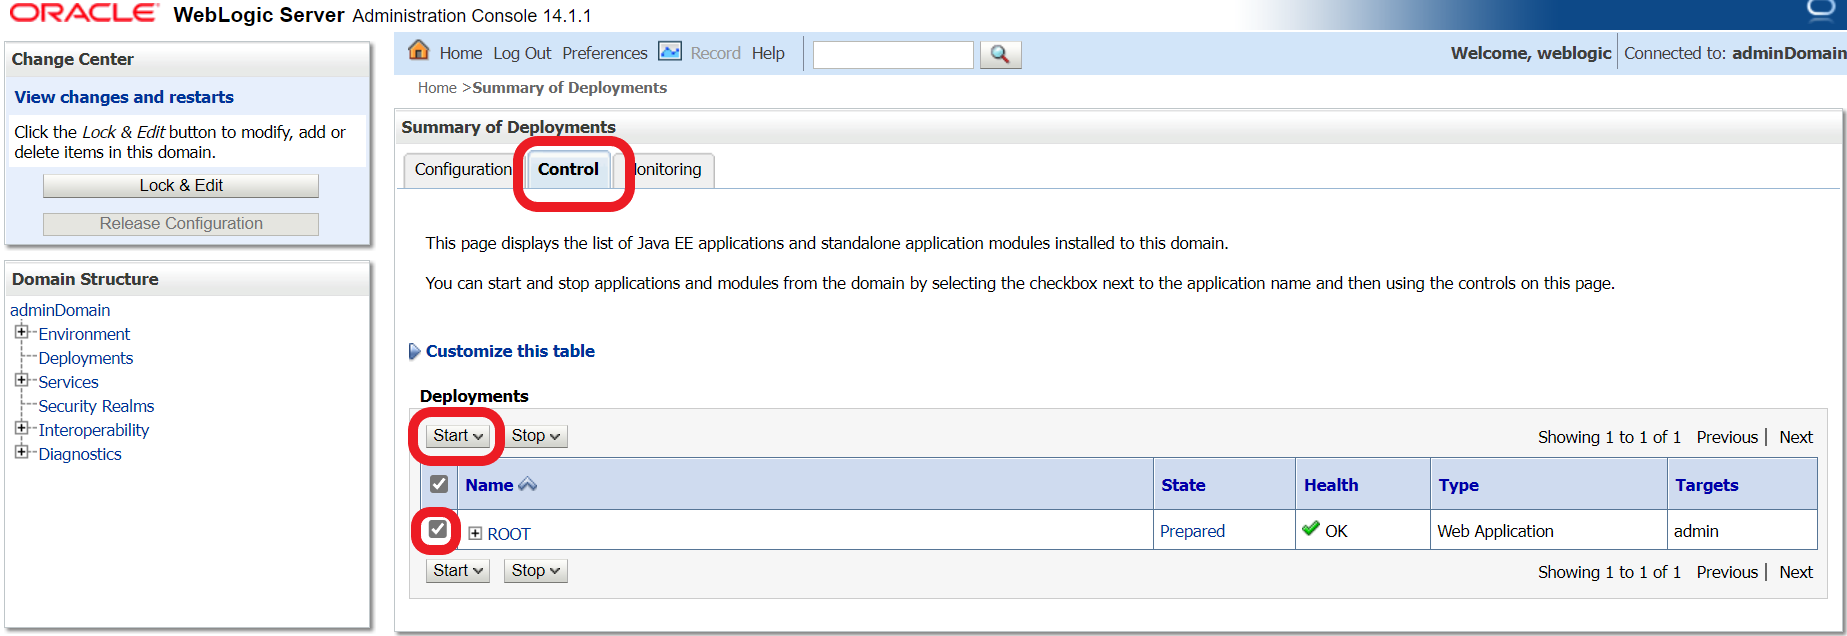 ORACLE WebLogic Server Administration Console 14.1.1
Change Center
View changes and restarts
Click the Lock & Edit button to modify, add or
delete items in this domain.
Lock & Edit
Release Configuration
Domain Structure
adminDomain
Environment
Deployments
Services
Security Realms
Interoperability
Diagnostics
Home Log Out Preferences Record Help
Welcome, weblogic Connected to: adminDomain
Home >Summary of Deployments
Summary of Deployments
Configuration Control onitoring
This page displays the list of Java EE applications and standalone application modules installed to this domain.
You can start and stop applications and modules from the domain by selecting the checkbox next to the application name and then using the controls on this page.
Customize this table
Deployments
Start Stop Showing 1 to 1 of 1 Previous | Next
Name State Health Type Targets
ROOT Prepared OK Web Application admin
Start Stop Showing 1 to 1 of 1 Previous | Next